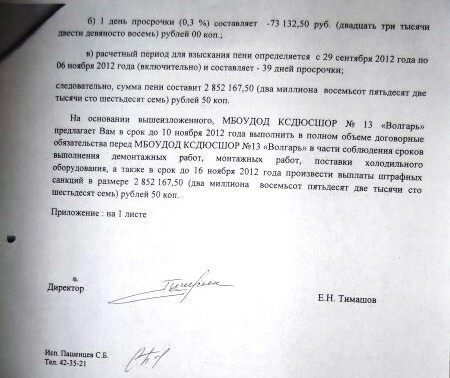 б) 1 день просрочки (0,3 %) составляет -73 132,50 руб. (двадцать три тысячи
двести девяносто восемь) рублей 00 коп.;
в) расчетный период для взыскания пени определяется с 29 сентября 2012 года по
06 ноября 2012 года (включительно) и составляет - 39 дней просрочки;
следовательно, сумма пени составит 2 852 167,50 (два миллиона восемьсот пятьдесят две
тысячи сто шестьдесят семь) рублей 50 коп.
На основании вышеизложенного, МБОУДОД КСДЮСШОР № 13 «Волгарь»
предлагает Вам в срок до 10 ноября 2012 года выполнить в полном объеме договорные
обязательства перед МБОУДОД КСДЮСШОР №13 «Волгарь» в части соблюдения сроков
выполнения демонтажных работ, монтажных работ, поставки холодильного
оборудования, а также в срок до 16 ноября 2012 года произвести выплаты штрафных
санкций в размере 2 852 167,50 (два миллиона восемьсот пятьдесят две тысячи сто
шестьдесят семь) рублей 50 коп.
Приложение : на 1 листе
Директор
Е.Н. Тимашов
Исп. Пашенцев С.Б.
Тел. 42-35-21